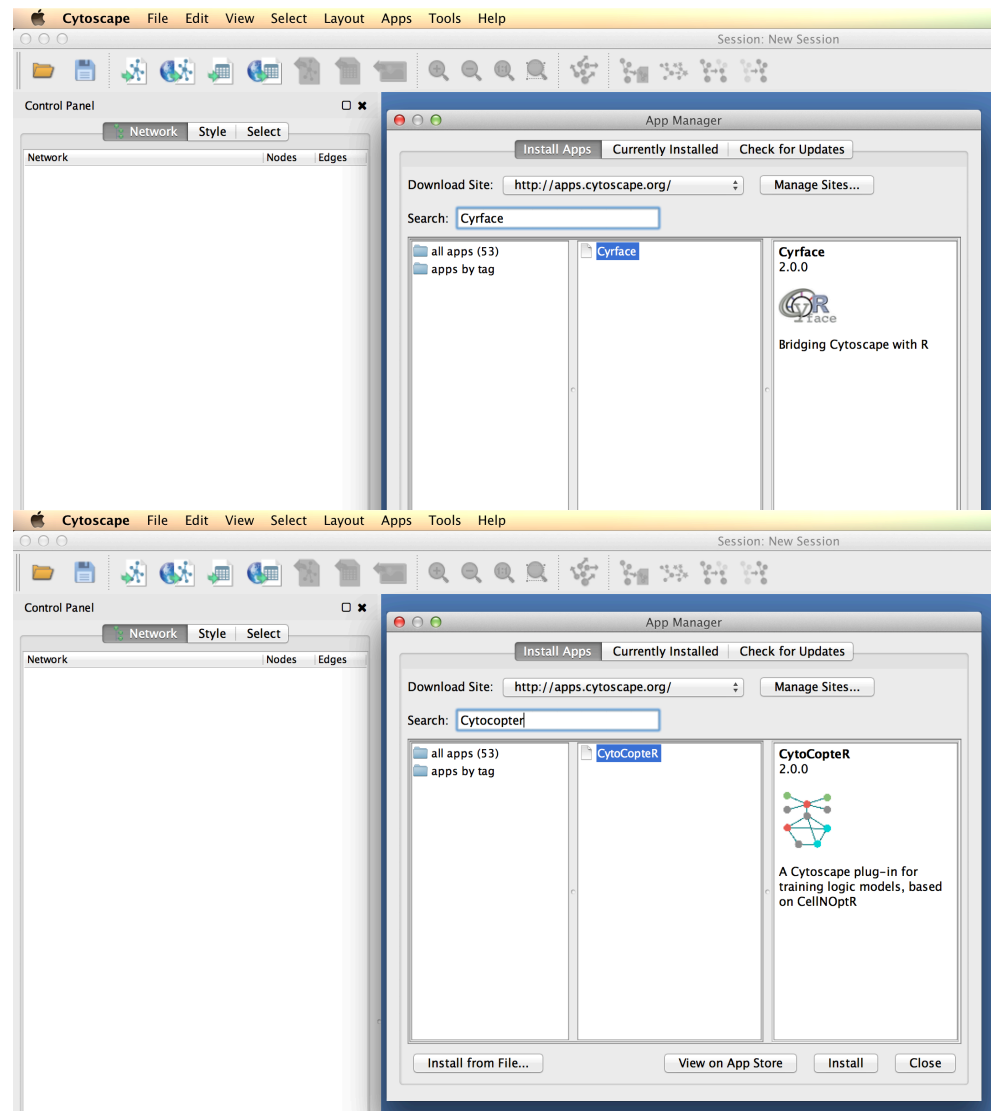 Cytoscape File Edit View Select Layout Apps Tools Help
Session: New Session
Control Panel
Network Style Select
Network Nodes Edges
App Manager
Install Apps Currently Installed Check for Updates
Download Site: http://apps.cytoscape.org/ Manage Sites...
Search: Cyrface
all apps (53)
apps by tag
Cyrface
Cyrface
2.0.0
CyRface
Bridging Cytoscape with R
Cytoscape File Edit View Select Layout Apps Tools Help
Session: New Session
Control Panel
Network Style Select
Network Nodes Edges
App Manager
Install Apps Currently Installed Check for Updates
Download Site: http://apps.cytoscape.org/ Manage Sites...
Search: Cytocopter
all apps (53)
apps by tag
CytoCopteR
CytoCopteR
2.0.0
A Cytoscape plug-in for
training logic models, based
on CellNOptR
Install from File... View on App Store Install Close